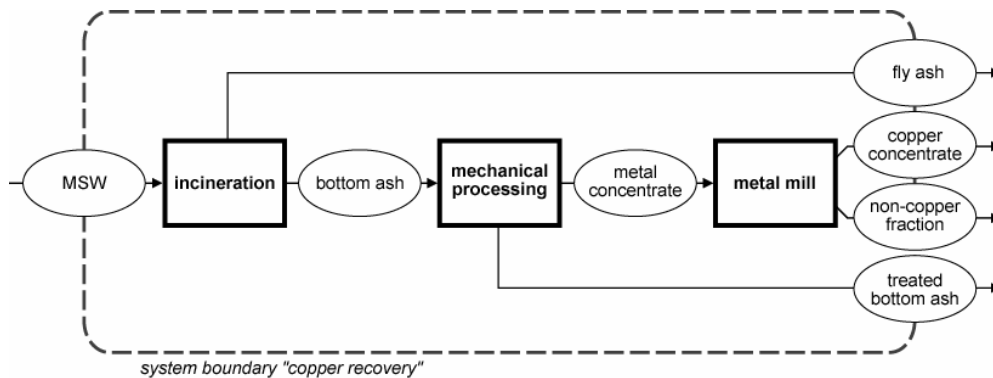 fly ash
copper
concentrate
MSW
incineration
bottom ash
mechanical
processing
metal
concentrate
metal mill
non-copper
fraction
treated
bottom ash
system boundary "copper recovery"